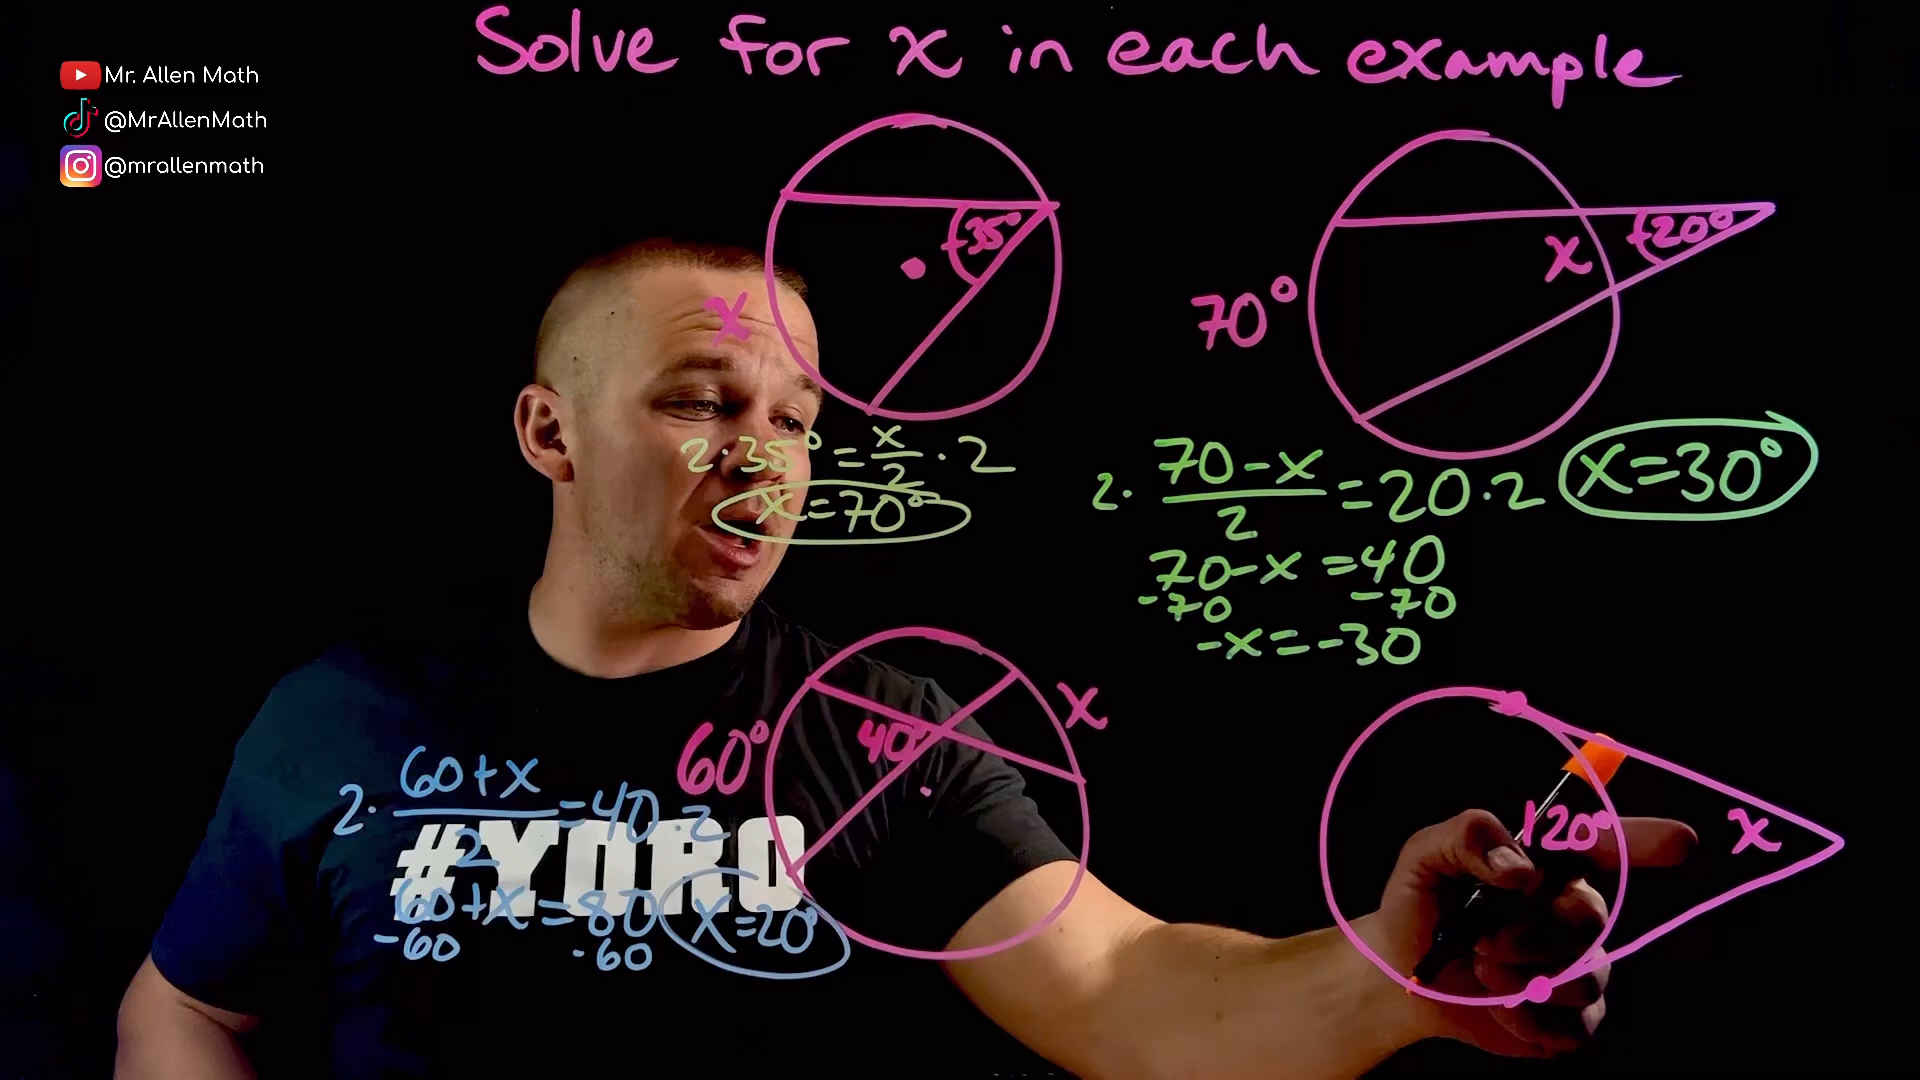 Solve for x in each example
Mr. Allen Math
@MrAllenMath
@mrallenmath
35°
x
2·35° = x/2 ·2
x=70°
20°
x
70°
2· (70-x)/2 = 20·2
x=30°
70-x=40
-70 -70
-x=-30
60°
40°
x
2· (60+x)/2 = 40·2
60+x=80
-60 -60
x=20°
#YORO
120°
x